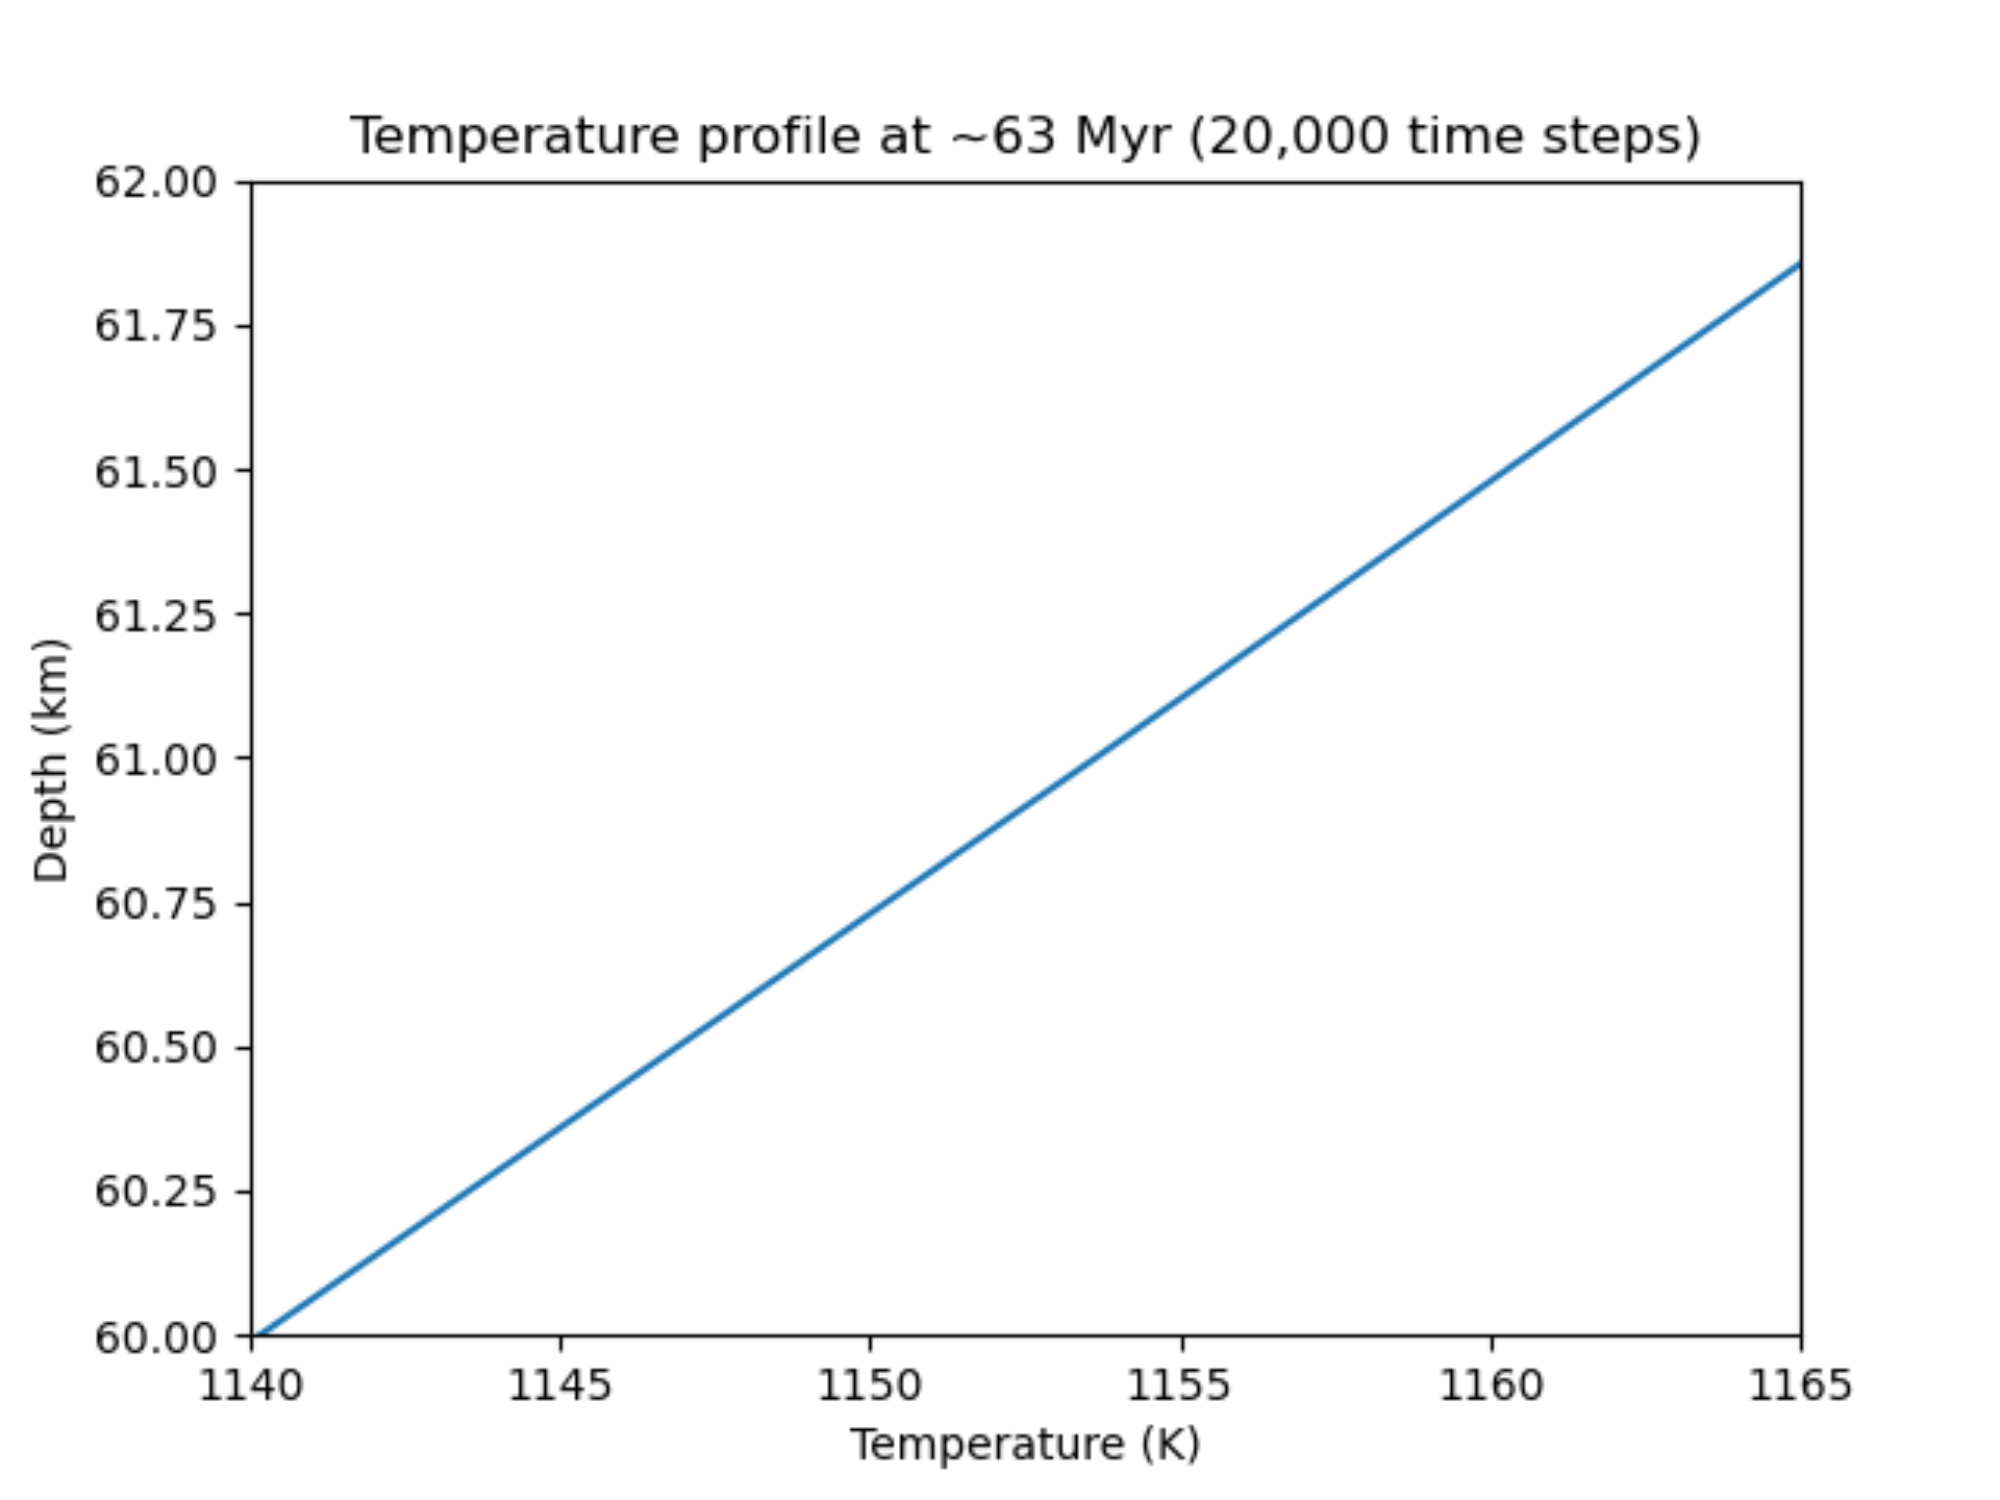 Temperature profile at ~63 Myr (20,000 time steps)
62.00
61.75
61.50
61.25
61.00
60.75
60.50
60.25
60.00
Depth (km)
1140 1145 1150 1155 1160 1165
Temperature (K)